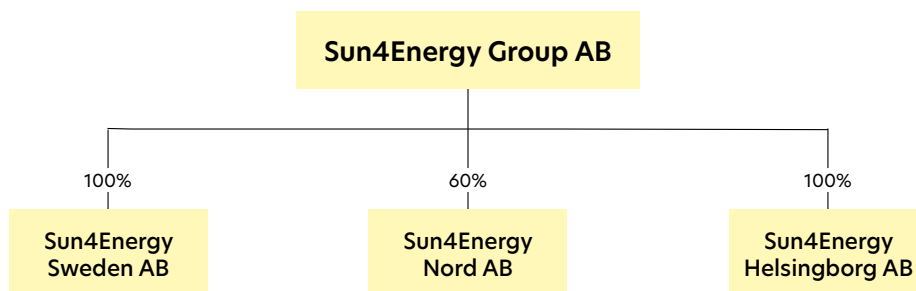 Sun4Energy Group AB
100%
60%
100%
Sun4Energy
Sweden AB
Sun4Energy
Nord AB
Sun4Energy
Helsingborg AB